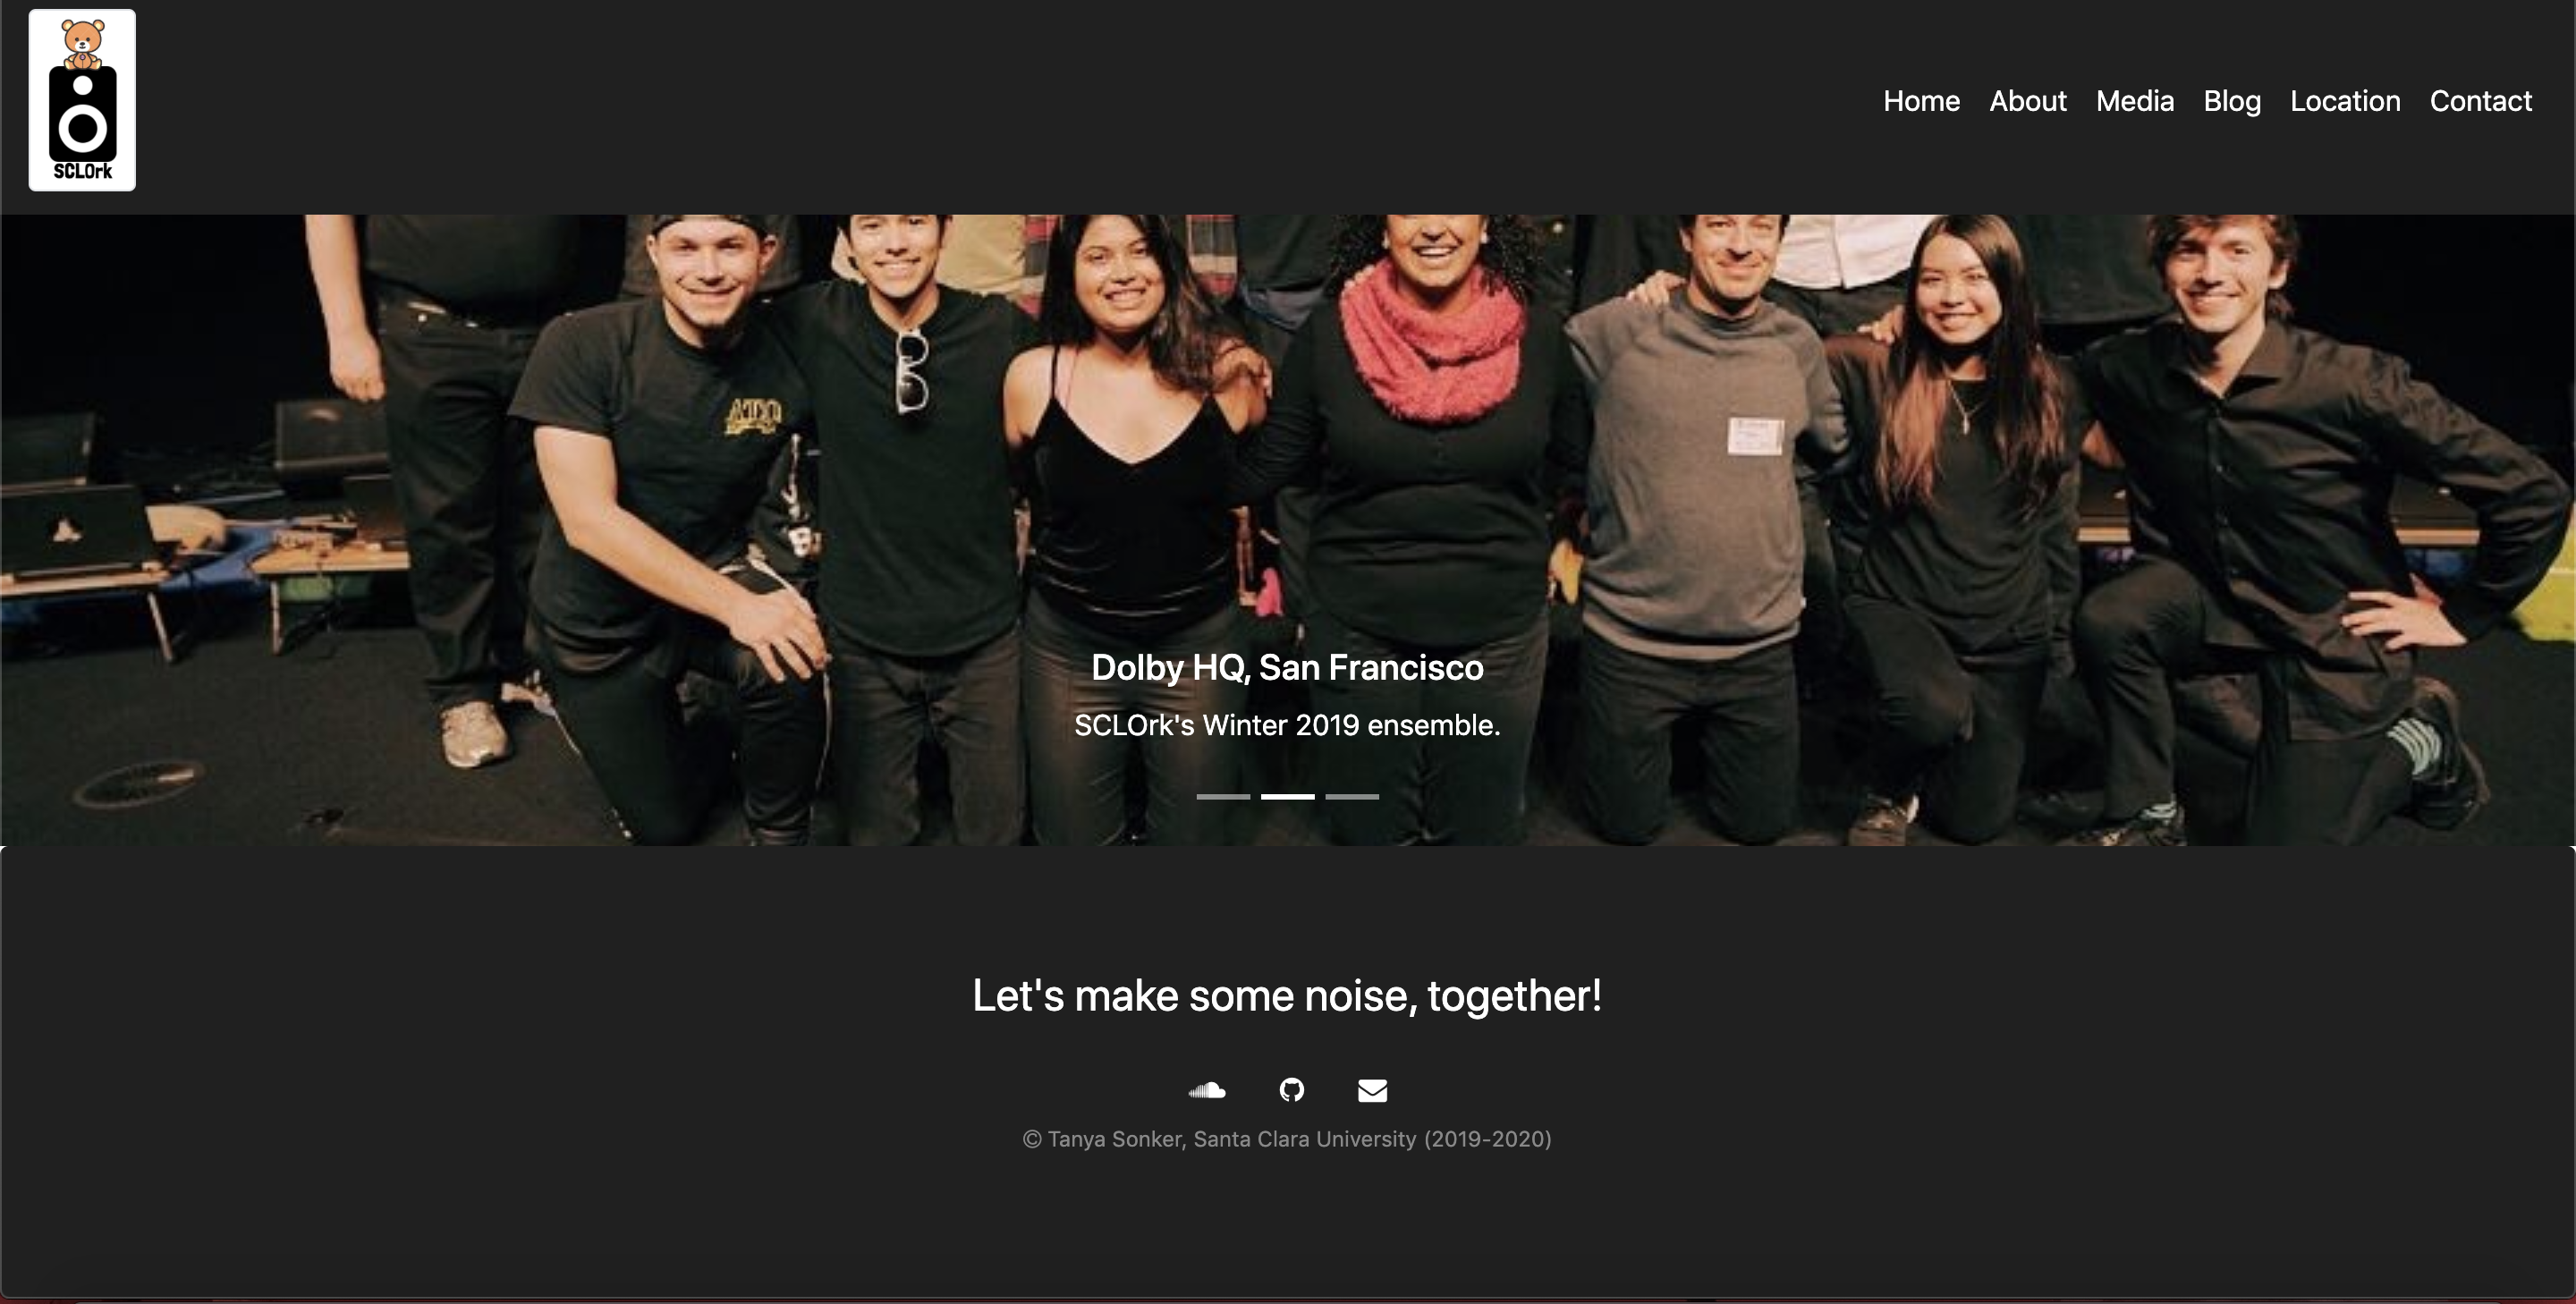 SCLOrk
Home About Media Blog Location Contact
ΑΤΩ
Dolby HQ, San Francisco
SCLOrk's Winter 2019 ensemble.
Let's make some noise, together!
© Tanya Sonker, Santa Clara University (2019-2020)